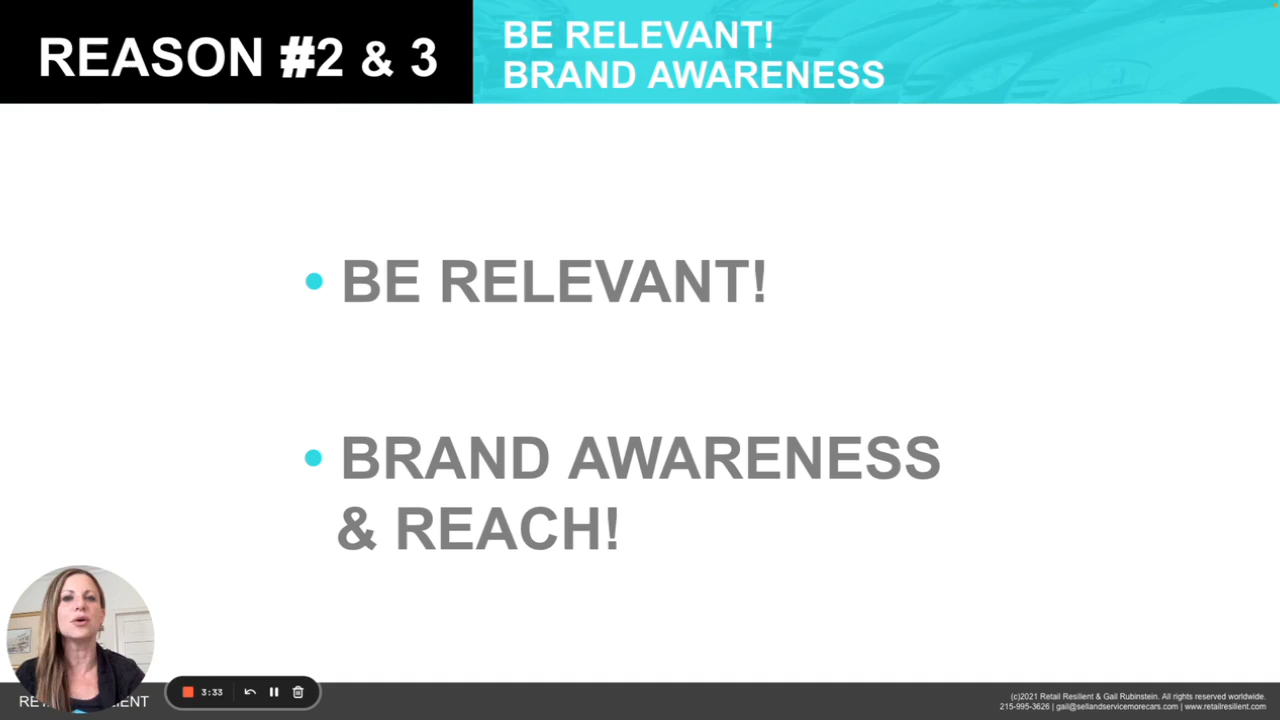 REASON #2 & 3
BE RELEVANT!
BRAND AWARENESS
• BE RELEVANT!
• BRAND AWARENESS
& REACH!
3:33
(c)2021 Retail Resilient & Gail Rubinstein. All rights reserved worldwide.
215-995-3626 | gail@sellandservicemorecars.com | www.retailresilient.com